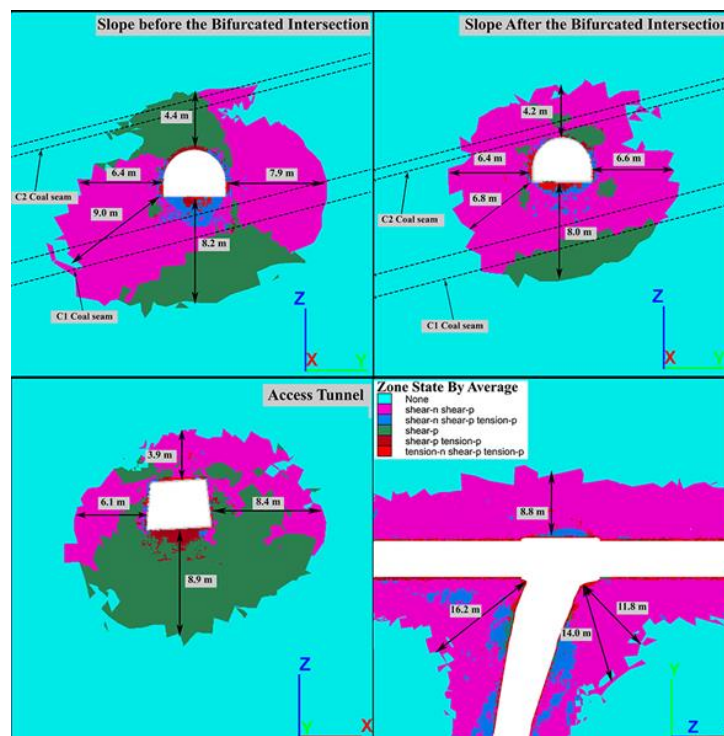 Slope before the Bifurcated Intersection
4.4 m
6.4 m
7.9 m
C2 Coal seam
9.0 m
8.2 m
C1 Coal seam
Z
X
Y
Slope After the Bifurcated Intersection
4.2 m
6.4 m
6.6 m
C2 Coal seam
6.8 m
8.0 m
C1 Coal seam
Z
X
Y
Access Tunnel
3.9 m
6.1 m
8.4 m
8.9 m
Z
Y
X
Zone State By Average
None
shear-n shear-p
shear-n shear-p tension-p
shear-p
shear-p tension-p
tension-n shear-p tension-p
8.8 m
16.2 m
11.8 m
14.0 m
Y
Z